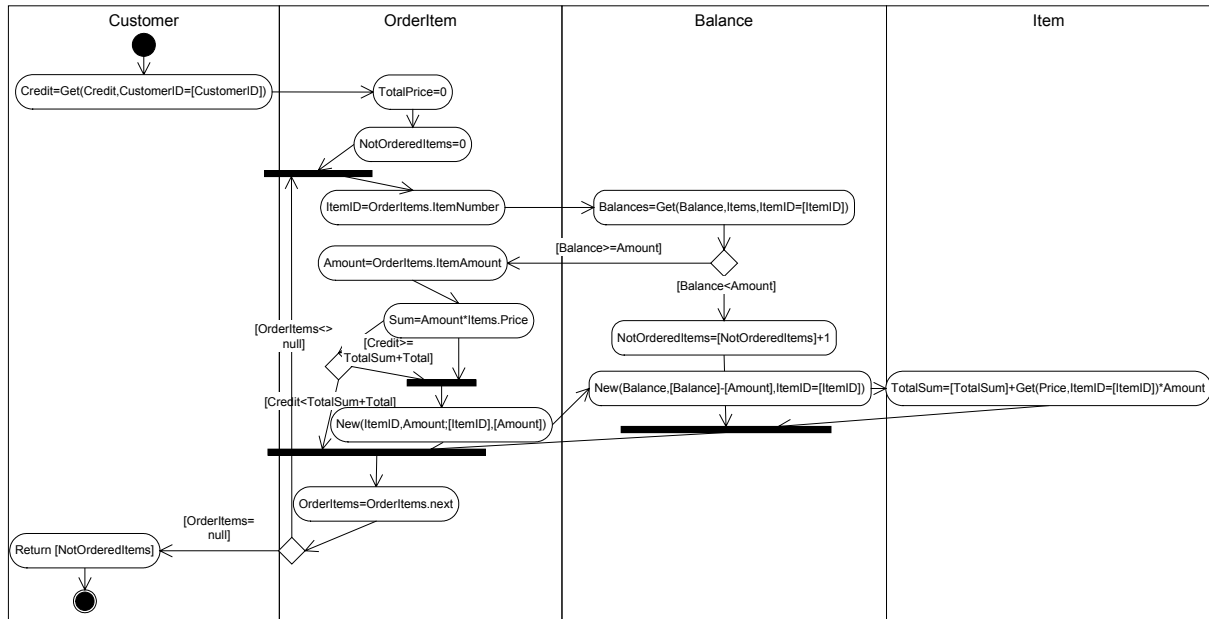 Customer
OrderItem
Balance
Item
Credit=Get(Credit,CustomerID=[CustomerID])
TotalPrice=0
NotOrderedItems=0
ItemID=OrderItems.ItemNumber
Balances=Get(Balance,Items,ItemID=[ItemID])
[Balance>=Amount]
Amount=OrderItems.ItemAmount
[Balance<Amount]
Sum=Amount*Items.Price
[OrderItems<>
null]
[Credit>=
TotalSum+Total]
NotOrderedItems=[NotOrderedItems]+1
[Credit<TotalSum+Total]
New(Balance,[Balance]-[Amount],ItemID=[ItemID])
TotalSum=[TotalSum]+Get(Price,ItemID=[ItemID])*Amount
New(ItemID,Amount;[ItemID],[Amount])
OrderItems=OrderItems.next
[OrderItems=
null]
Return [NotOrderedItems]